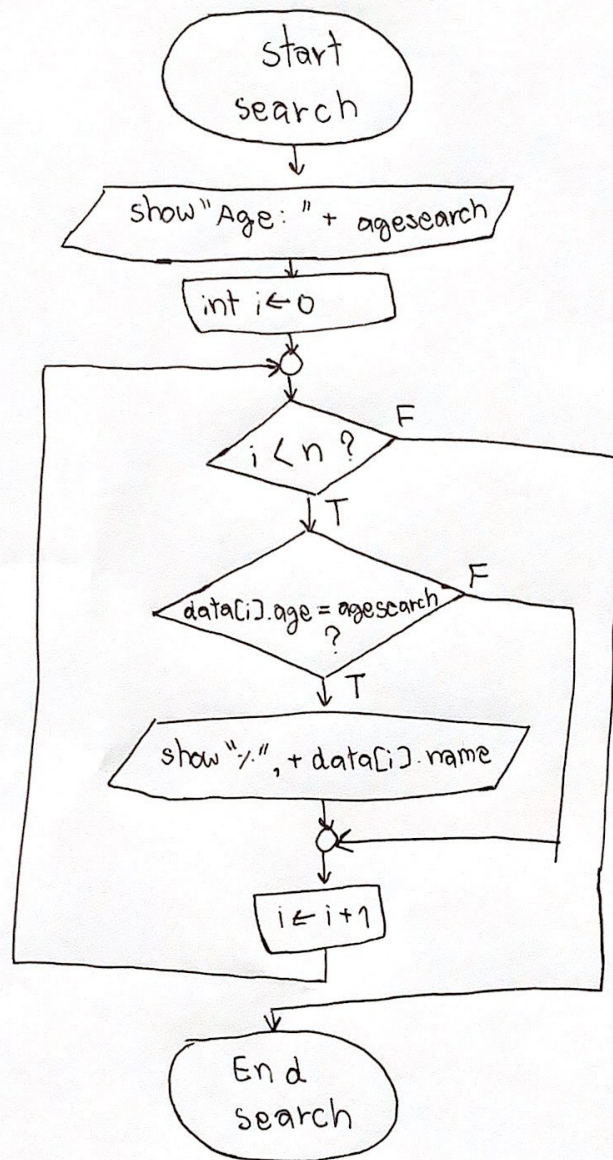 start
search
show "Age: " + agesearch
int i ← 0
i < n ?
F
T
data[i].age = agesearch
?
F
T
show "%", + data[i].name
i ← i+1
End
search